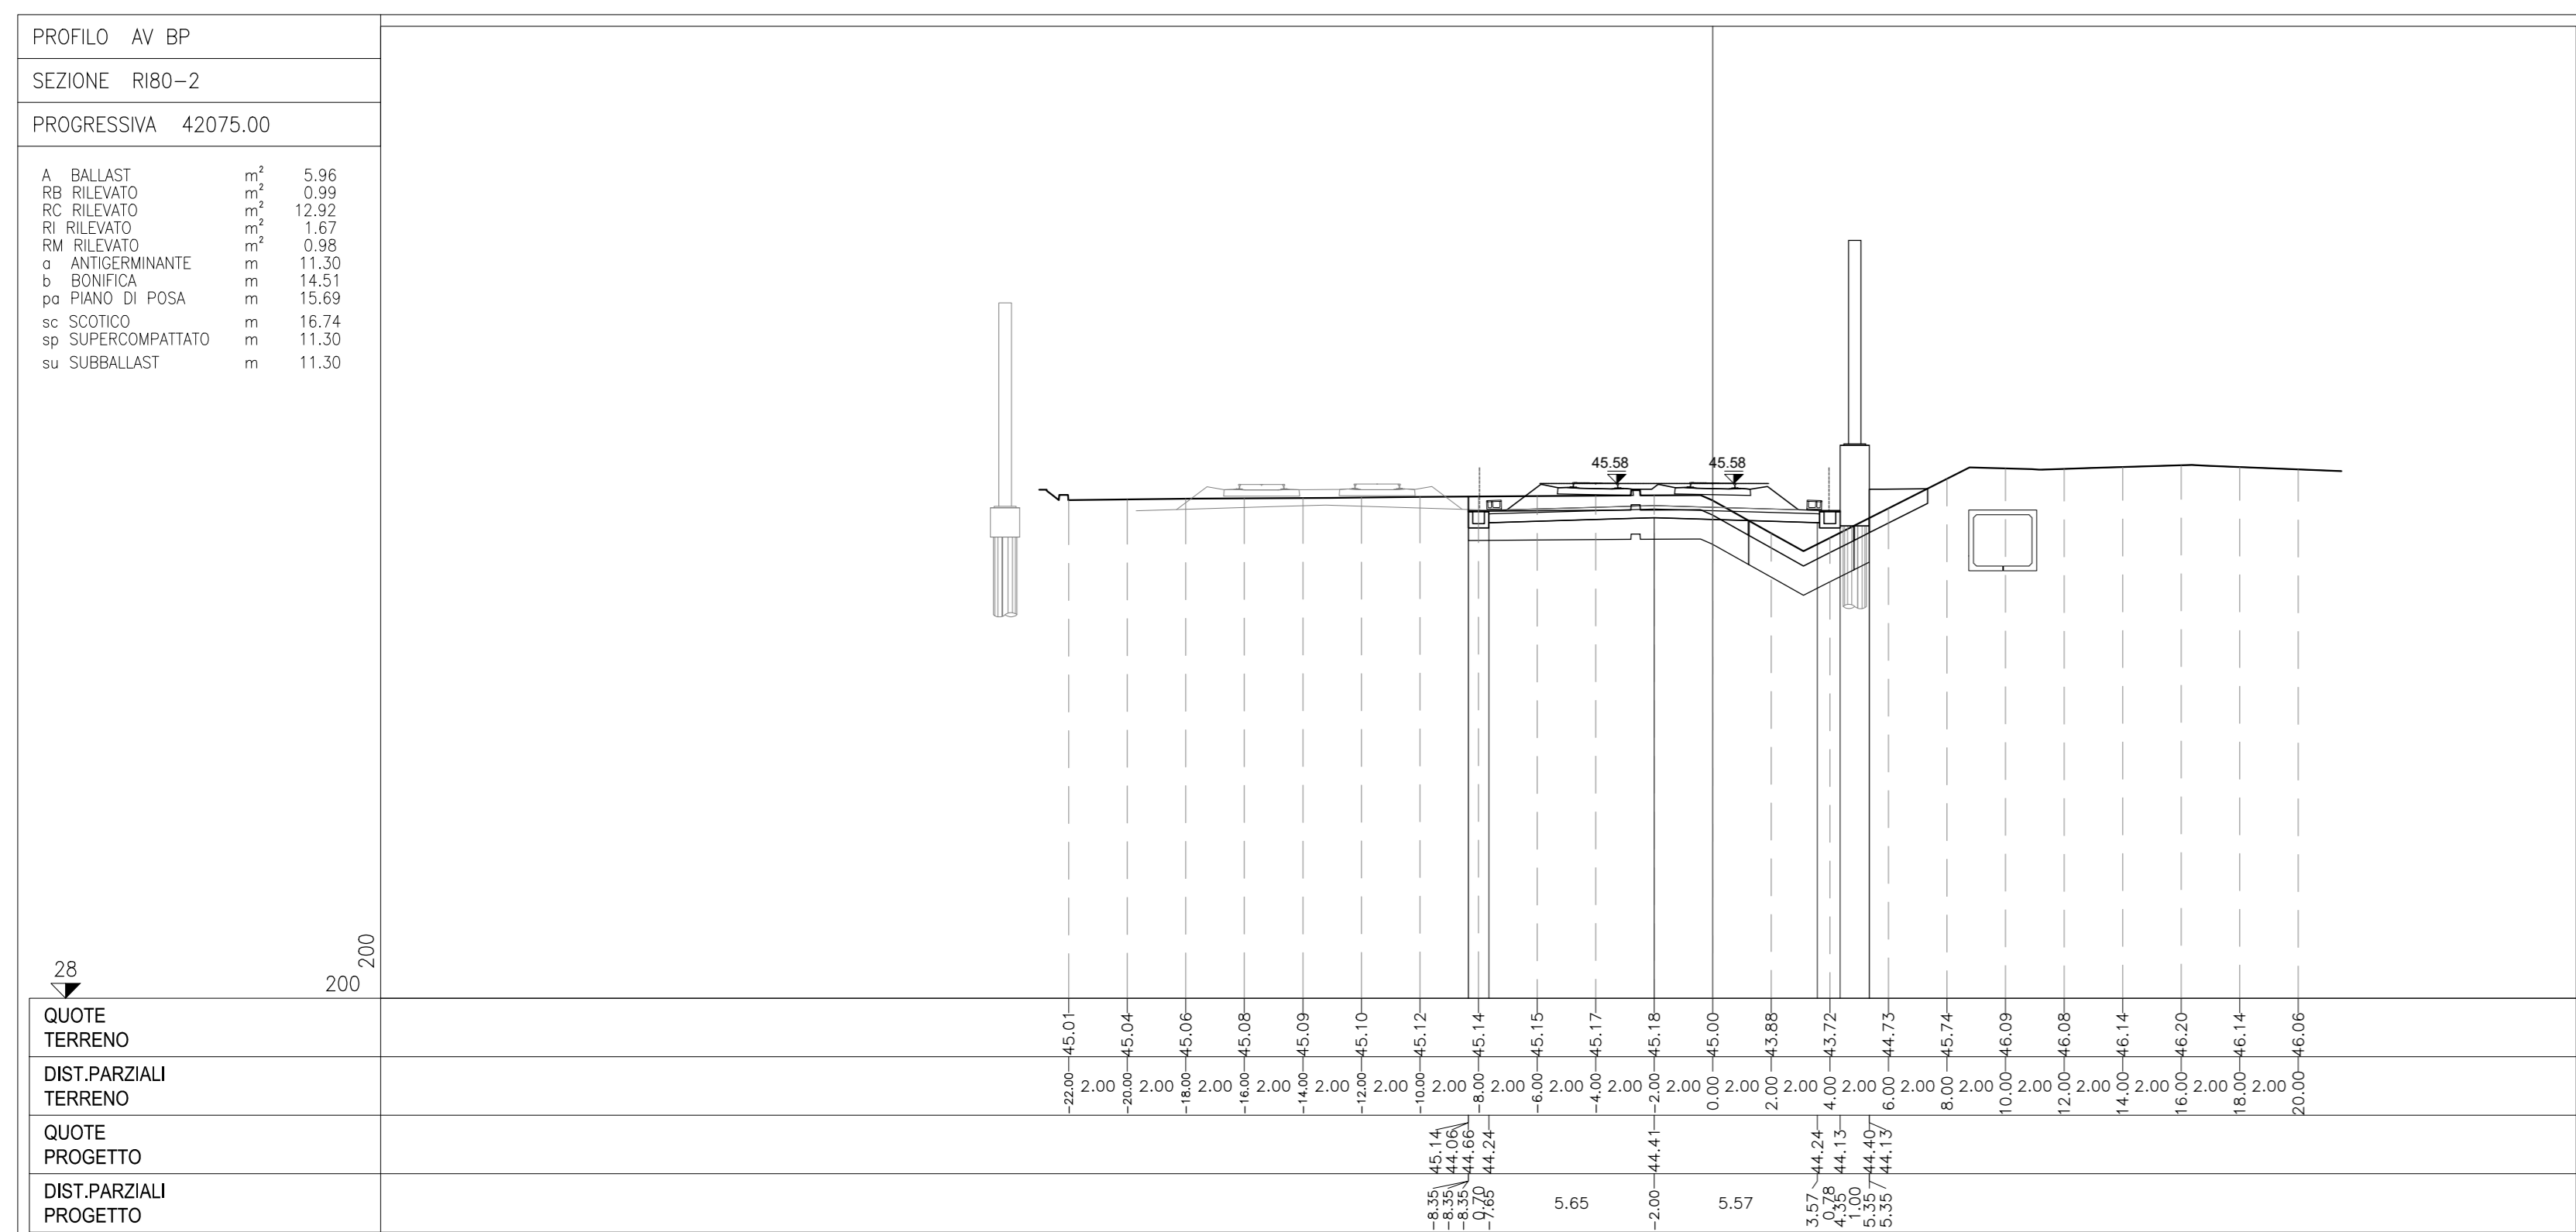 PROFILO AV BP
SEZIONE RI80-2
PROGRESSIVA 42075.00
A BALLAST m² 5.96
RB RILEVATO m² 0.99
RC RILEVATO m² 12.92
RI RILEVATO m² 1.67
RM RILEVATO m² 0.98
a ANTIGERMINANTE m 11.30
b BONIFICA m 14.51
pa PIANO DI POSA m 15.69
sc SCOTICO m 16.74
sp SUPERCOMPATTATO m 11.30
su SUBBALLAST m 11.30
45.58 45.58
28
200
200
QUOTE
TERRENO
45.01 45.04 45.06 45.08 45.09 45.10 45.12 45.14 45.15 45.17 45.18 45.00 43.88 43.72 44.73 45.74 46.09 46.08 46.14 46.20 46.14 46.06
DIST.PARZIALI
TERRENO
-22.00 2.00 -20.00 2.00 -18.00 2.00 -16.00 2.00 -14.00 2.00 -12.00 2.00 -10.00 2.00 -8.00 2.00 -6.00 2.00 -4.00 2.00 -2.00 2.00 0.00 2.00 2.00 2.00 4.00 2.00 6.00 2.00 8.00 2.00 10.00 2.00 12.00 2.00 14.00 2.00 16.00 2.00 18.00 2.00 20.00
QUOTE
PROGETTO
45.14 44.06 44.66 44.24 44.41 44.24 44.13 44.40 44.13
DIST.PARZIALI
PROGETTO
-8.35 -8.35 -8.35 0.70 -7.65 5.65 -2.00 5.57 3.57 0.78 4.35 1.00 5.35 5.35